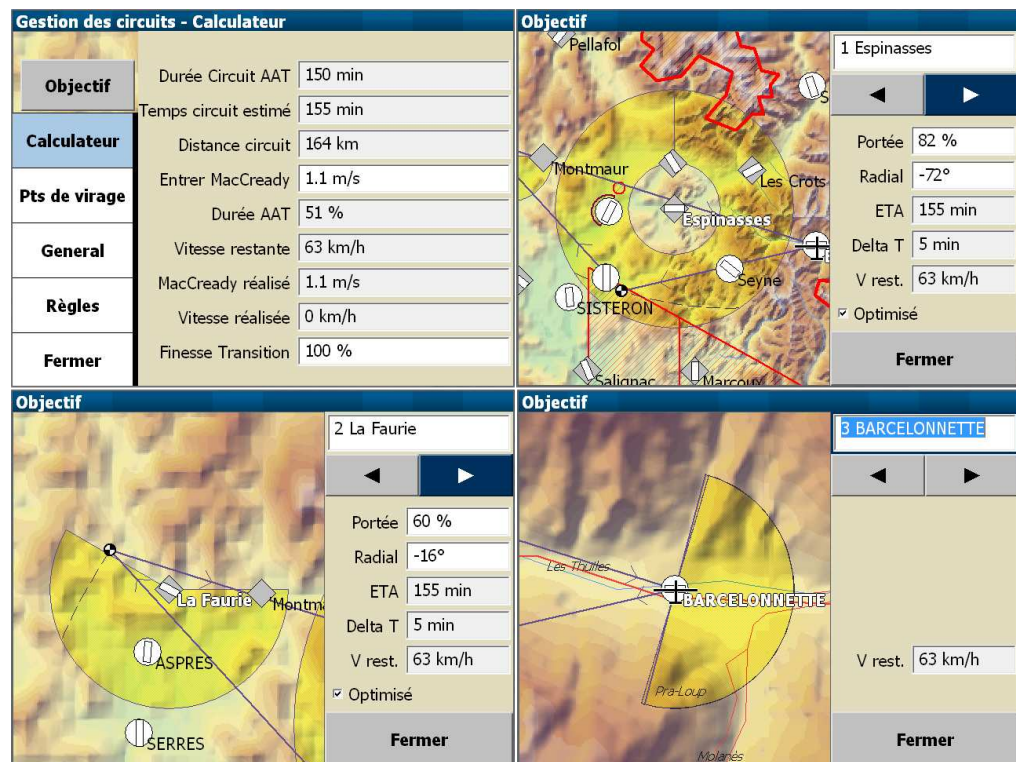 Gestion des circuits - Calculateur
Objectif
Calculateur
Pts de virage
General
Règles
Fermer
Durée Circuit AAT 150 min
Temps circuit estimé 155 min
Distance circuit 164 km
Entrer MacCready 1.1 m/s
Durée AAT 51 %
Vitesse restante 63 km/h
MacCready réalisé 1.1 m/s
Vitesse réalisée 0 km/h
Finesse Transition 100 %
Objectif
Pellafol
Montmaur
Les Crots
Espinasses
Seyne
SISTERON
Salignac
Marcoux
1 Espinasses
Portée 82 %
Radial -72°
ETA 155 min
Delta T 5 min
V rest. 63 km/h
Optimisé
Fermer
Objectif
La Faurie
Montm
ASPRES
SERRES
2 La Faurie
Portée 60 %
Radial -16°
ETA 155 min
Delta T 5 min
V rest. 63 km/h
Optimisé
Fermer
Objectif
Les Thuiles
BARCELONNETTE
Pra-Loup
Molanès
3 BARCELONNETTE
V rest. 63 km/h
Fermer